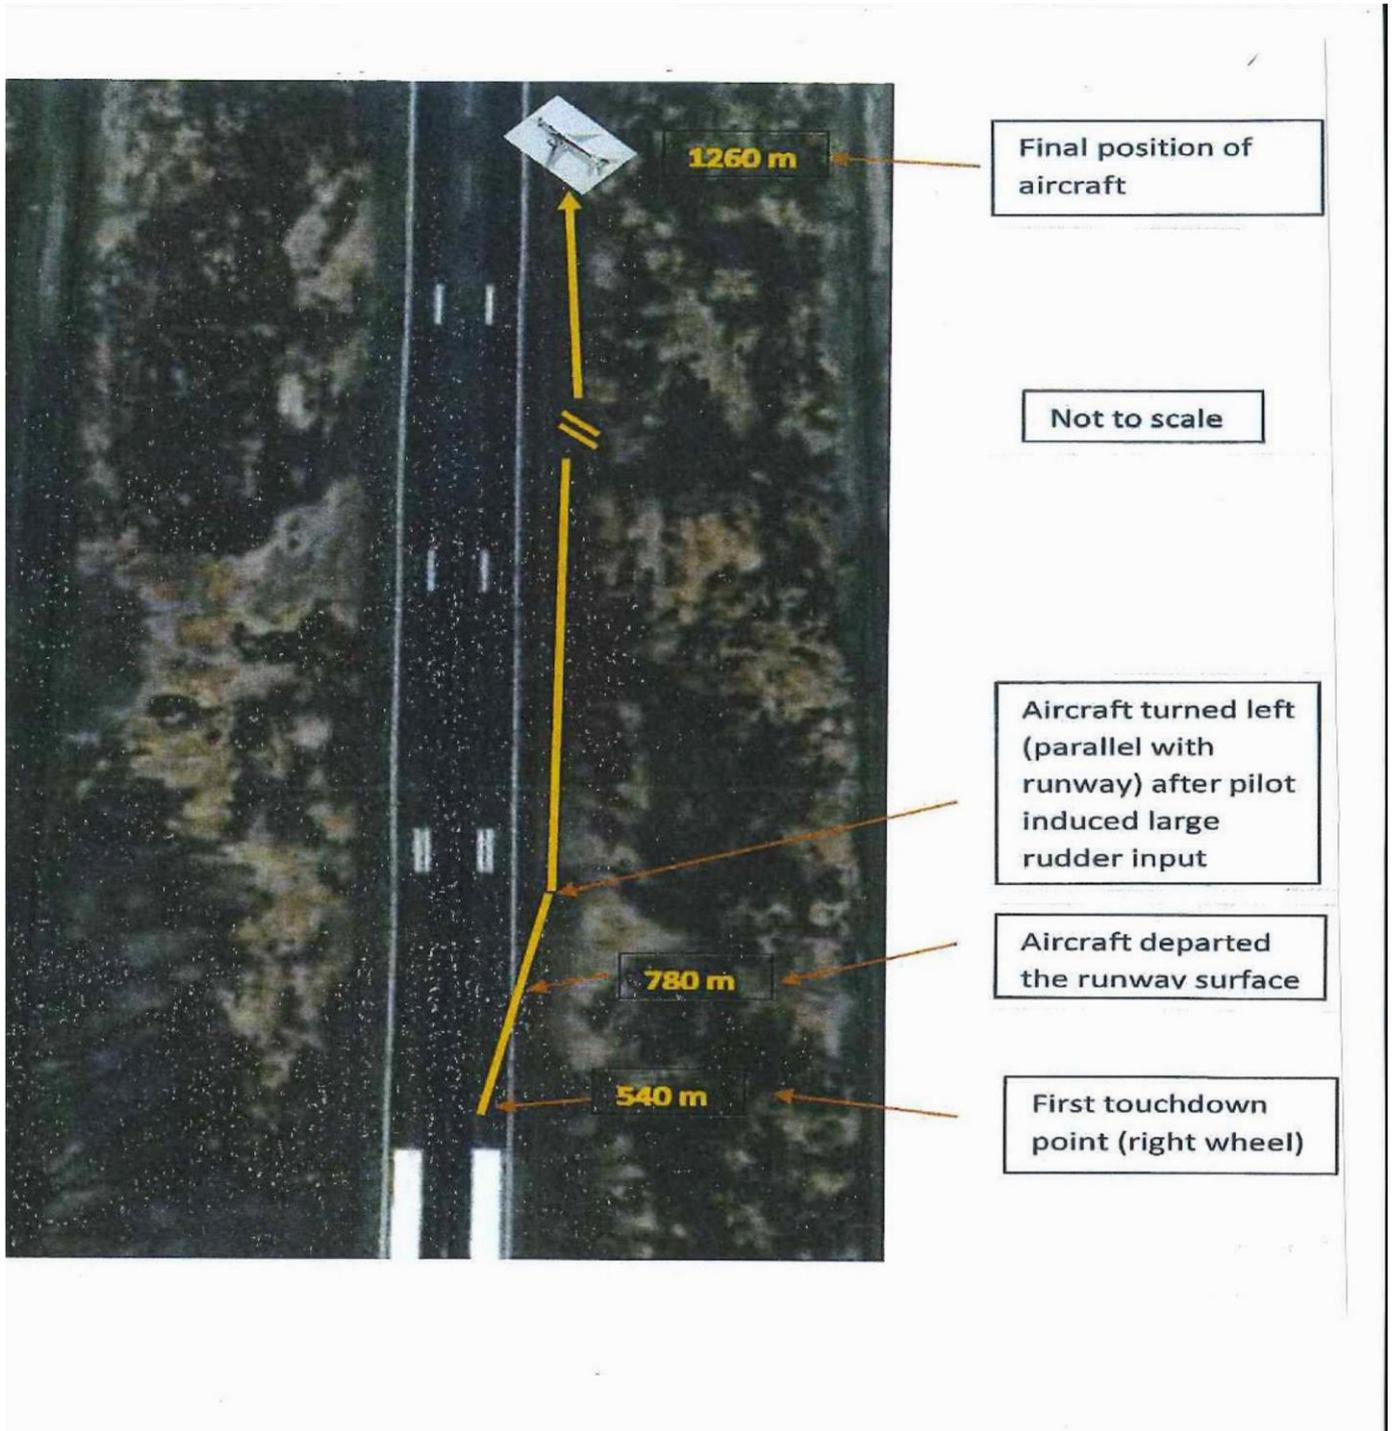 1260 m
Final position of
aircraft
Not to scale
Aircraft turned left
(parallel with
runway) after pilot
induced large
rudder input
Aircraft departed
the runway surface
780 m
540 m
First touchdown
point (right wheel)